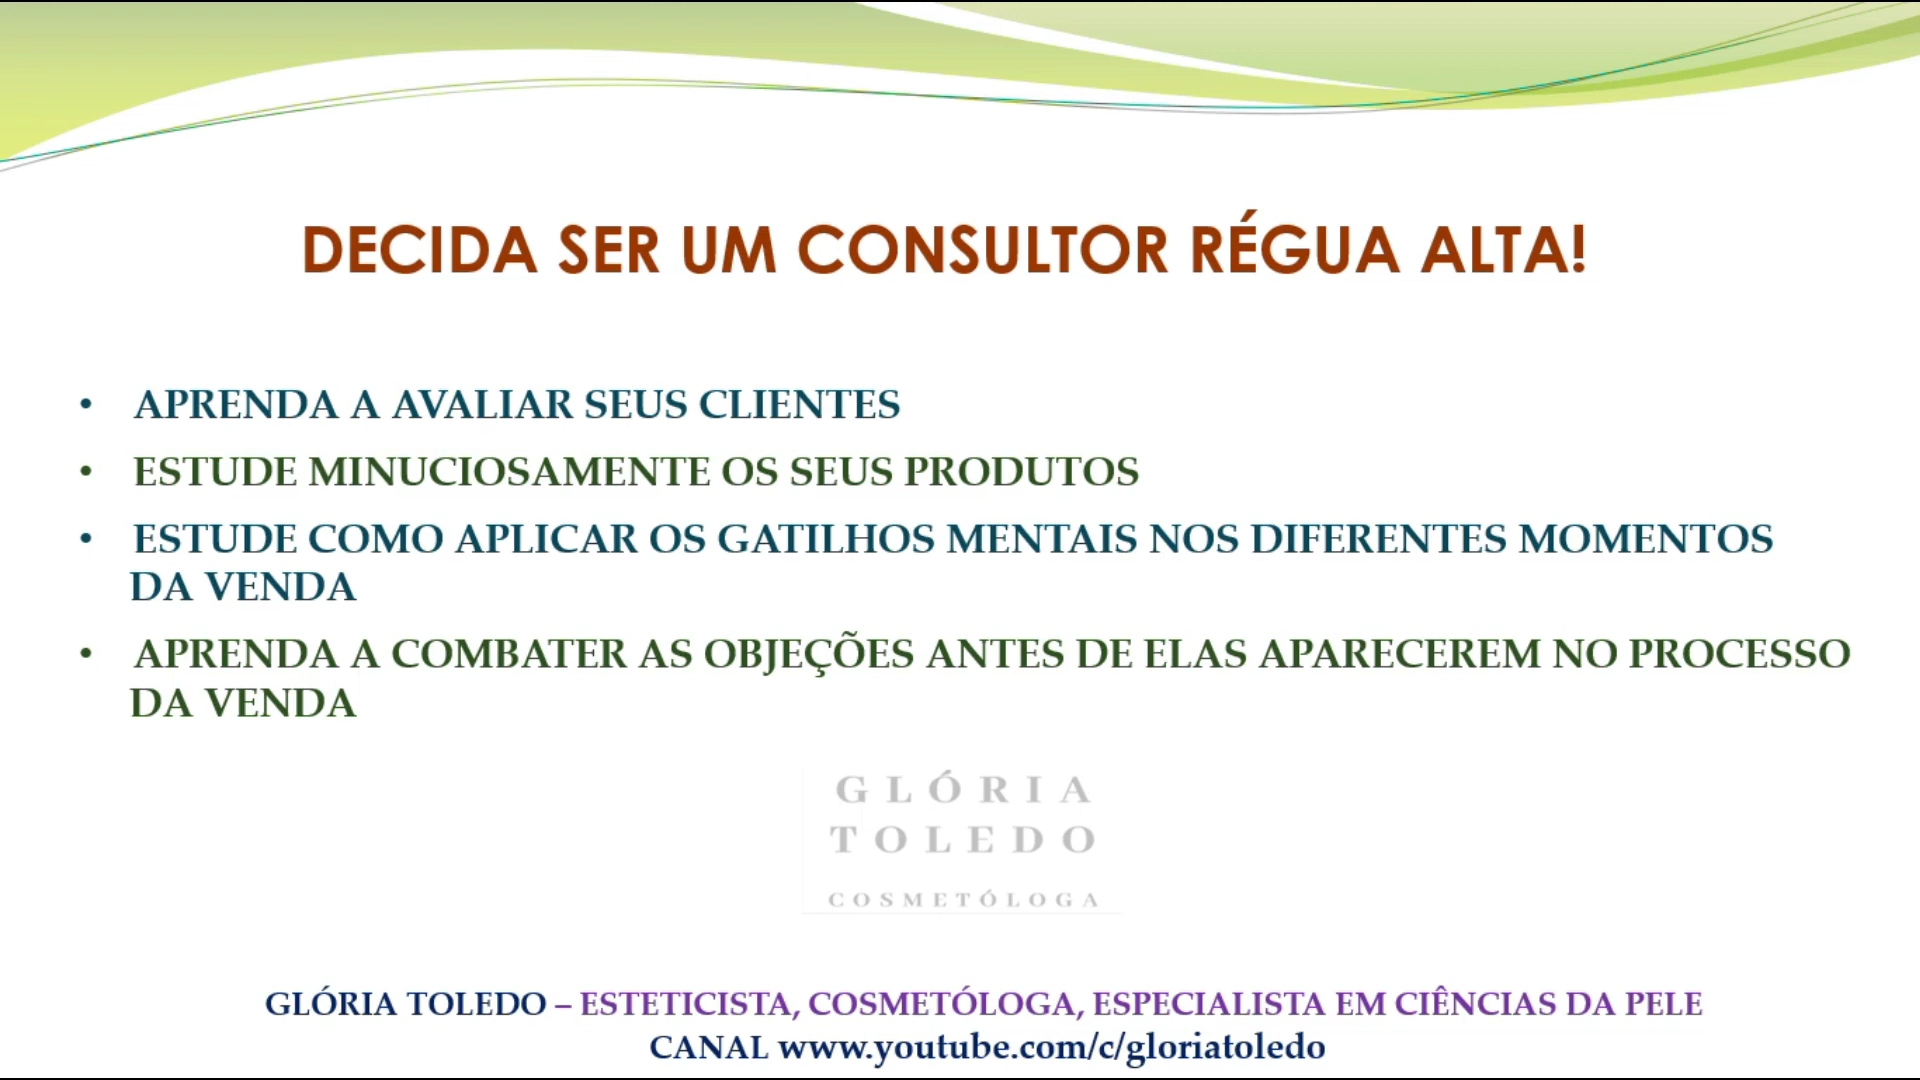 DECIDA SER UM CONSULTOR RÉGUA ALTA!
• APRENDA A AVALIAR SEUS CLIENTES
• ESTUDE MINUCIOSAMENTE OS SEUS PRODUTOS
• ESTUDE COMO APLICAR OS GATILHOS MENTAIS NOS DIFERENTES MOMENTOS
DA VENDA
• APRENDA A COMBATER AS OBJEÇÕES ANTES DE ELAS APARECEREM NO PROCESSO
DA VENDA
GLÓRIA
TOLEDO
COSMETÓLOGA
GLÓRIA TOLEDO – ESTETICISTA, COSMETÓLOGA, ESPECIALISTA EM CIÊNCIAS DA PELE
CANAL www.youtube.com/c/gloriatoledo